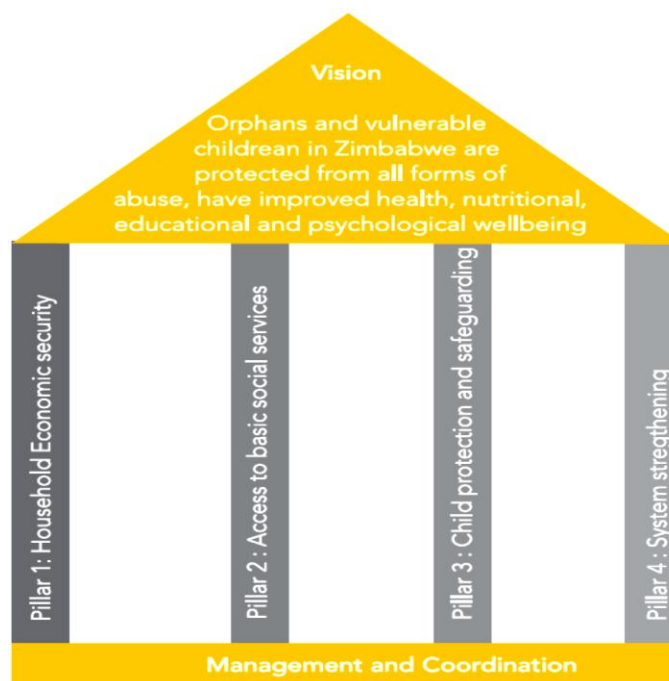 Vision
Orphans and vulnerable
childrean in Zimbabwe are
protected from all forms of
abuse, have improved health, nutritional,
educational and psychological wellbeing
Pillar 1: Household Economic security
Pillar 2 : Access to basic social services
Pillar 3 : Child protection and safeguarding
Pillar 4 : System stregthening
Management and Coordination